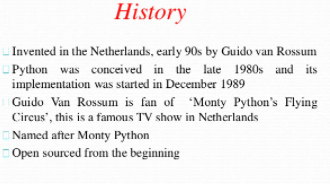 History
Invented in the Netherlands, early 90s by Guido van Rossum
Python was conceived in the late 1980s and its
implementation was started in December 1989
Guido Van Rossum is fan of ‘Monty Python’s Flying
Circus’, this is a famous TV show in Netherlands
Named after Monty Python
Open sourced from the beginning